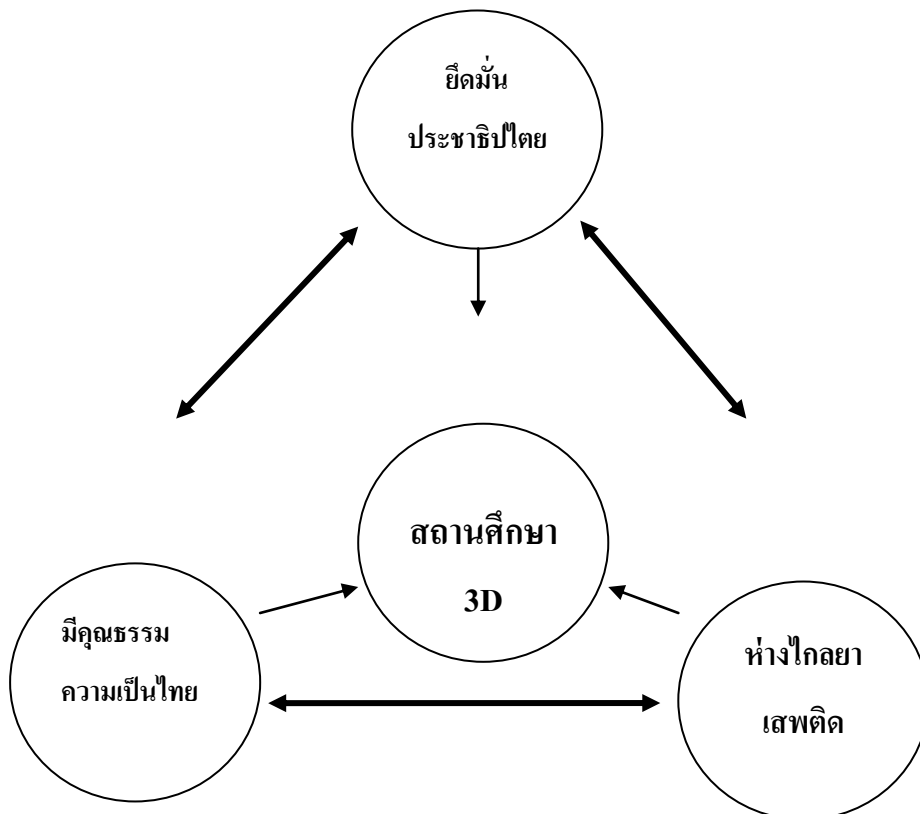 ยึดมั่น
ประชาธิปไตย
สถานศึกษา
3D
มีคุณธรรม
ความเป็นไทย
ห่างไกลยา
เสพติด